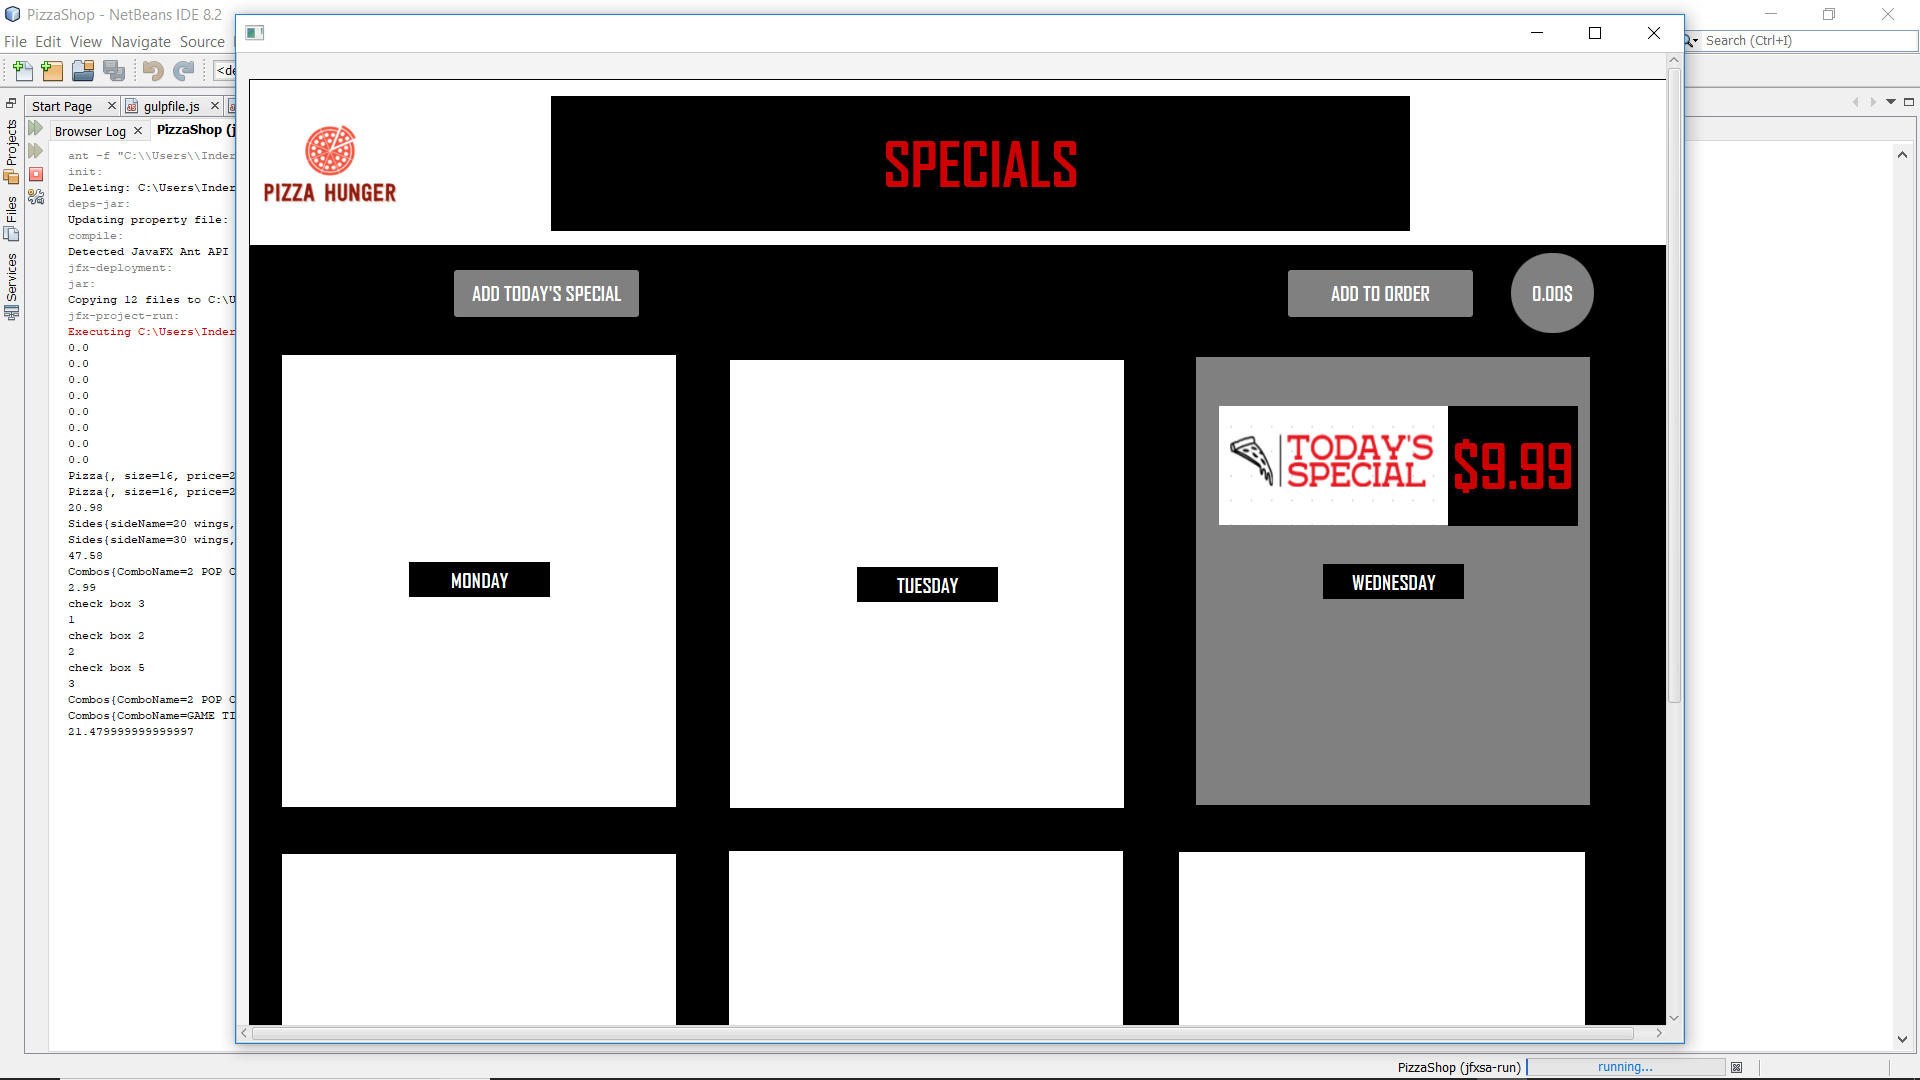 PizzaShop - NetBeans IDE 8.2
File Edit View Navigate Source
Search (Ctrl+I)
Start Page
gulpfile.js
Browser Log
PizzaShop (j
Projects
Files
Services
ant -f "C:\\Users\\Inder
init:
Deleting: C:\Users\Inder
deps-jar:
Updating property file:
compile:
Detected JavaFX Ant API
jfx-deployment:
jar:
Copying 12 files to C:\U
jfx-project-run:
Executing C:\Users\Inder
0.0
0.0
0.0
0.0
0.0
0.0
0.0
0.0
Pizza{, size=16, price=2
Pizza{, size=16, price=2
20.98
Sides{sideName=20 wings,
Sides{sideName=30 wings,
47.58
Combos{ComboName=2 POP C
2.99
check box 3
1
check box 2
2
check box 5
3
Combos{ComboName=2 POP C
Combos{ComboName=GAME TI
21.479999999999997
PIZZA HUNGER
SPECIALS
ADD TODAY'S SPECIAL
ADD TO ORDER
0.00$
MONDAY
TUESDAY
TODAY'S
SPECIAL
$9.99
WEDNESDAY
PizzaShop (jfxsa-run)
running...